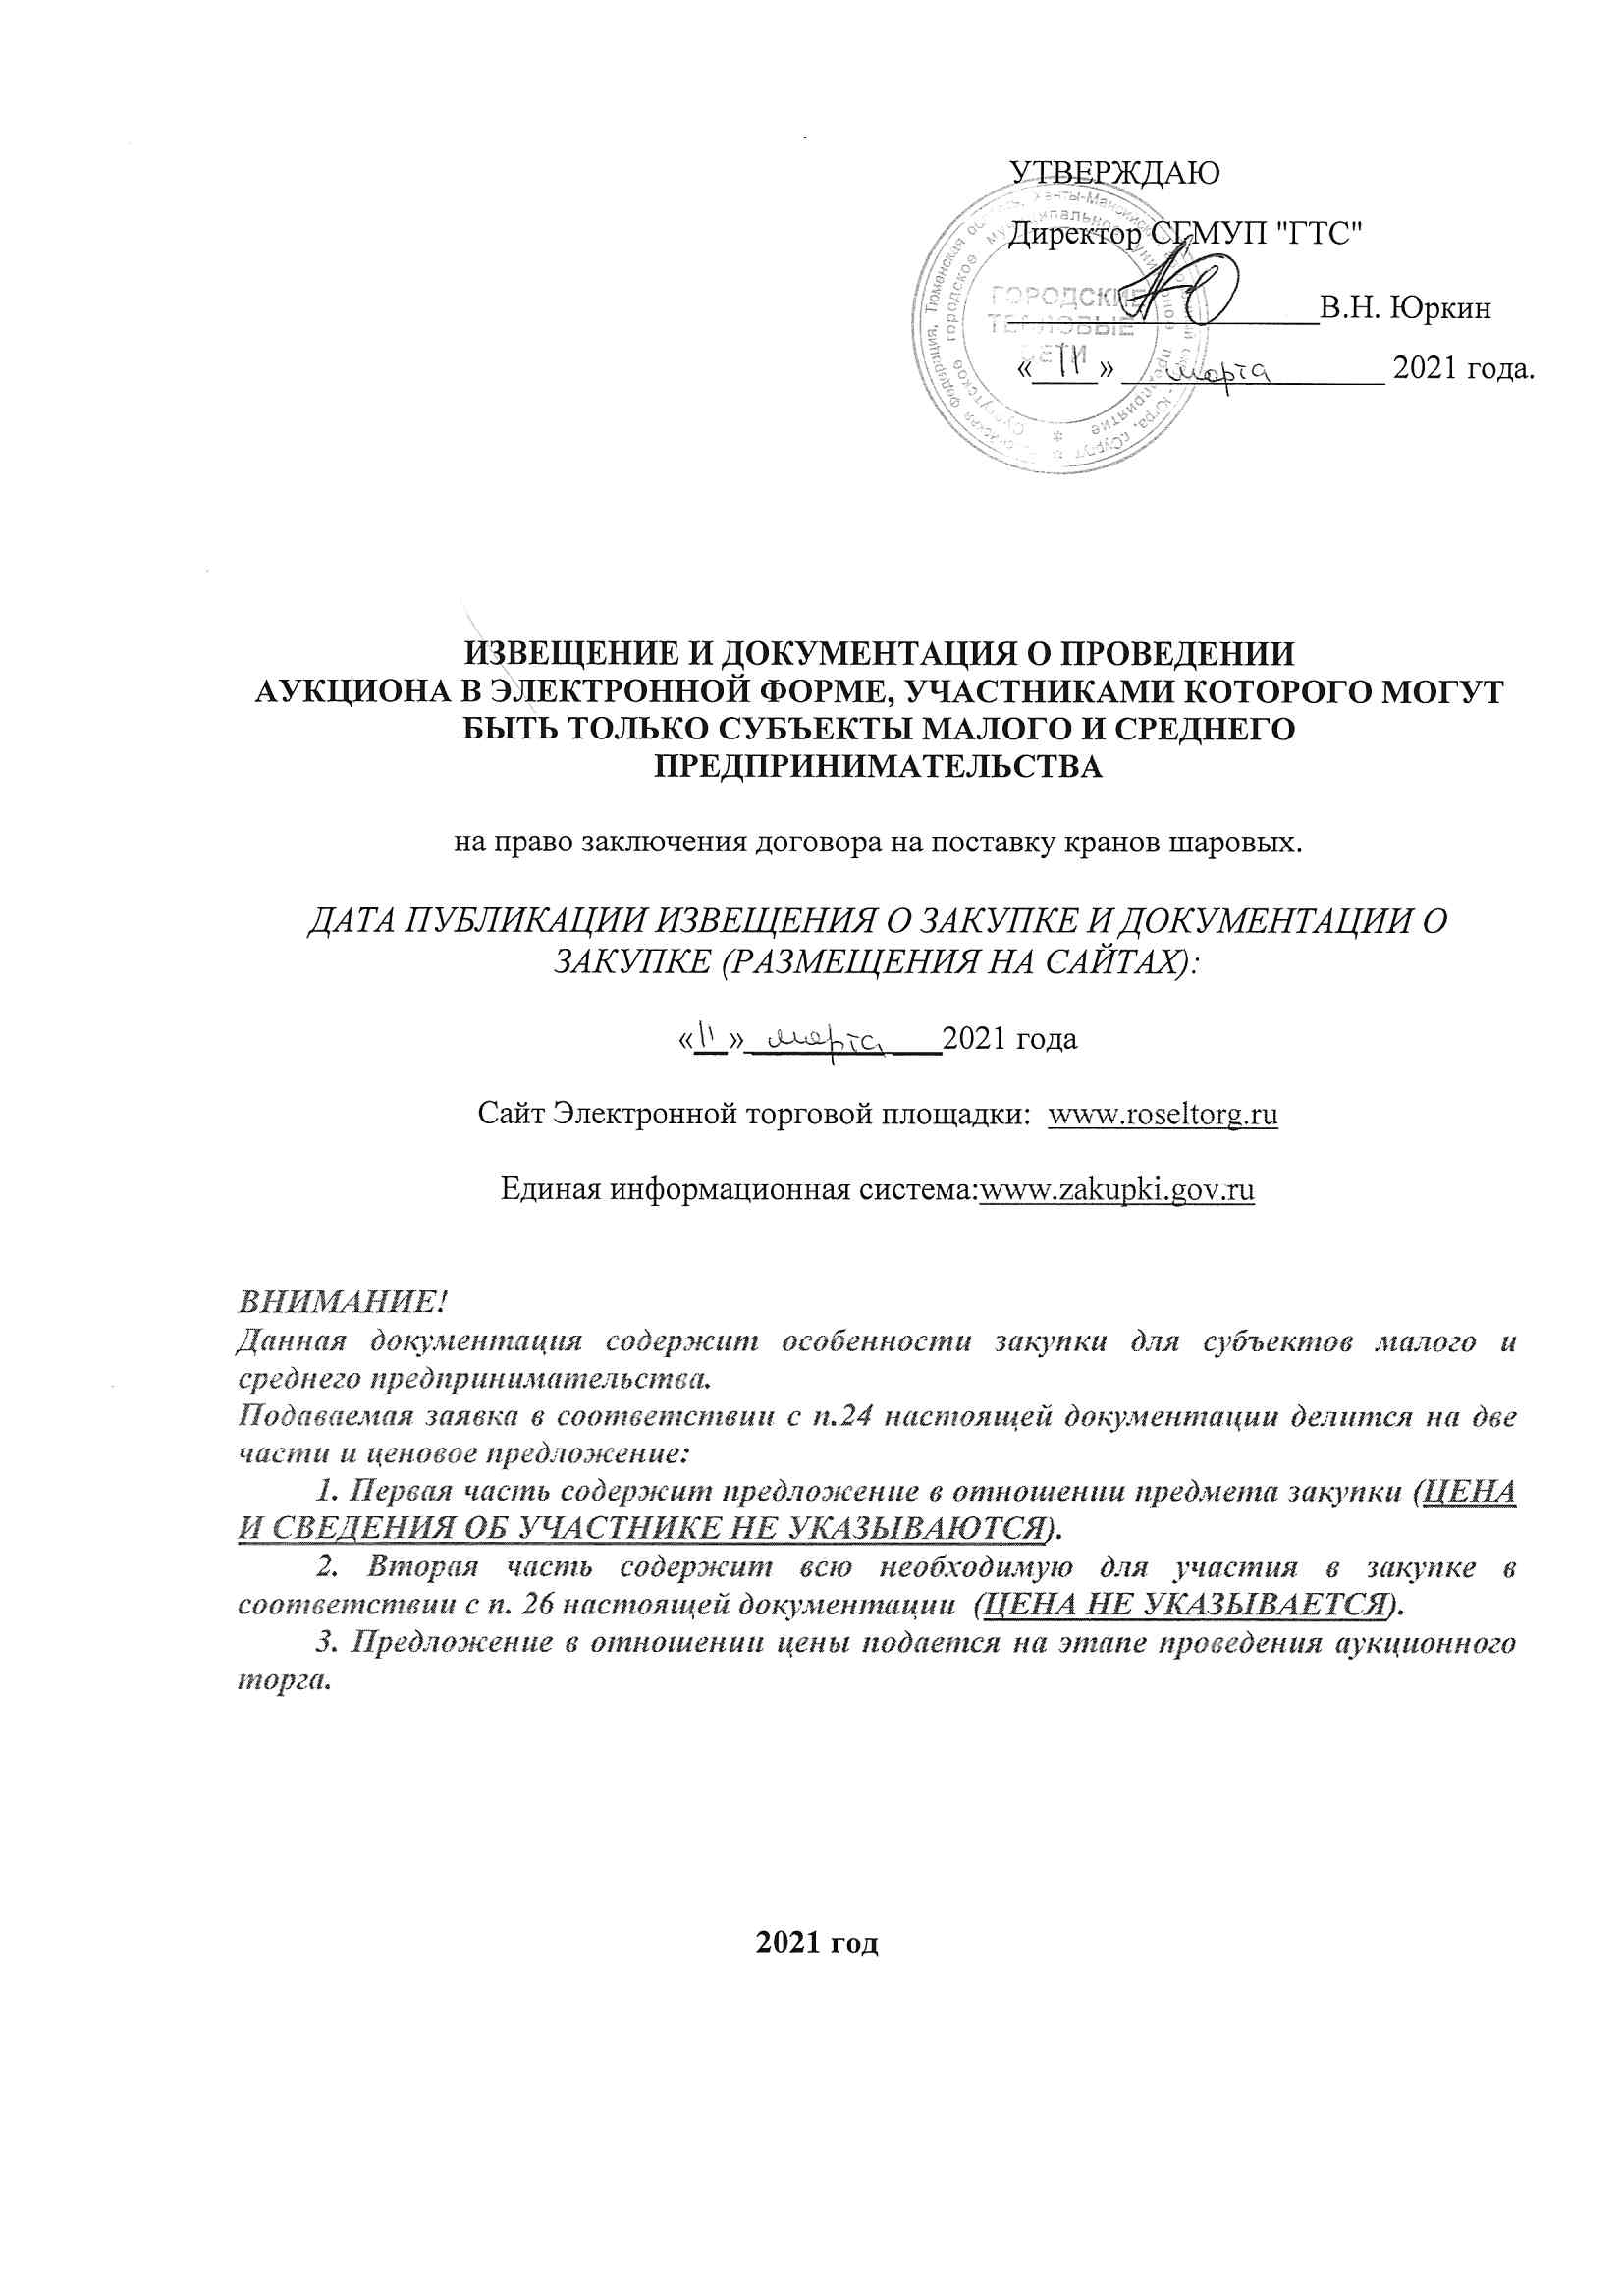 УТВЕРЖДАЮ
Директор СГМУП "ГТС"
ГОРОДСКИЕ
ТЕПЛОВЫЕ
СЕТИ
В.Н. Юркин
«11» марта 2021 года.
ИЗВЕЩЕНИЕ И ДОКУМЕНТАЦИЯ О ПРОВЕДЕНИИ
АУКЦИОНА В ЭЛЕКТРОННОЙ ФОРМЕ, УЧАСТНИКАМИ КОТОРОГО МОГУТ
БЫТЬ ТОЛЬКО СУБЪЕКТЫ МАЛОГО И СРЕДНЕГО
ПРЕДПРИНИМАТЕЛЬСТВА
на право заключения договора на поставку кранов шаровых.
ДАТА ПУБЛИКАЦИИ ИЗВЕЩЕНИЯ О ЗАКУПКЕ И ДОКУМЕНТАЦИИ О
ЗАКУПКЕ (РАЗМЕЩЕНИЯ НА САЙТАХ):
«11» марта 2021 года
Сайт Электронной торговой площадки: www.roseltorg.ru
Единая информационная система:www.zakupki.gov.ru
ВНИМАНИЕ!
Данная документация содержит особенности закупки для субъектов малого и
среднего предпринимательства.
Подаваемая заявка в соответствии с п.24 настоящей документации делится на две
части и ценовое предложение:
1. Первая часть содержит предложение в отношении предмета закупки (ЦЕНА
И СВЕДЕНИЯ ОБ УЧАСТНИКЕ НЕ УКАЗЫВАЮТСЯ).
2. Вторая часть содержит всю необходимую для участия в закупке в
соответствии с п. 26 настоящей документации (ЦЕНА НЕ УКАЗЫВАЕТСЯ).
3. Предложение в отношении цены подается на этапе проведения аукционного
торга.
2021 год